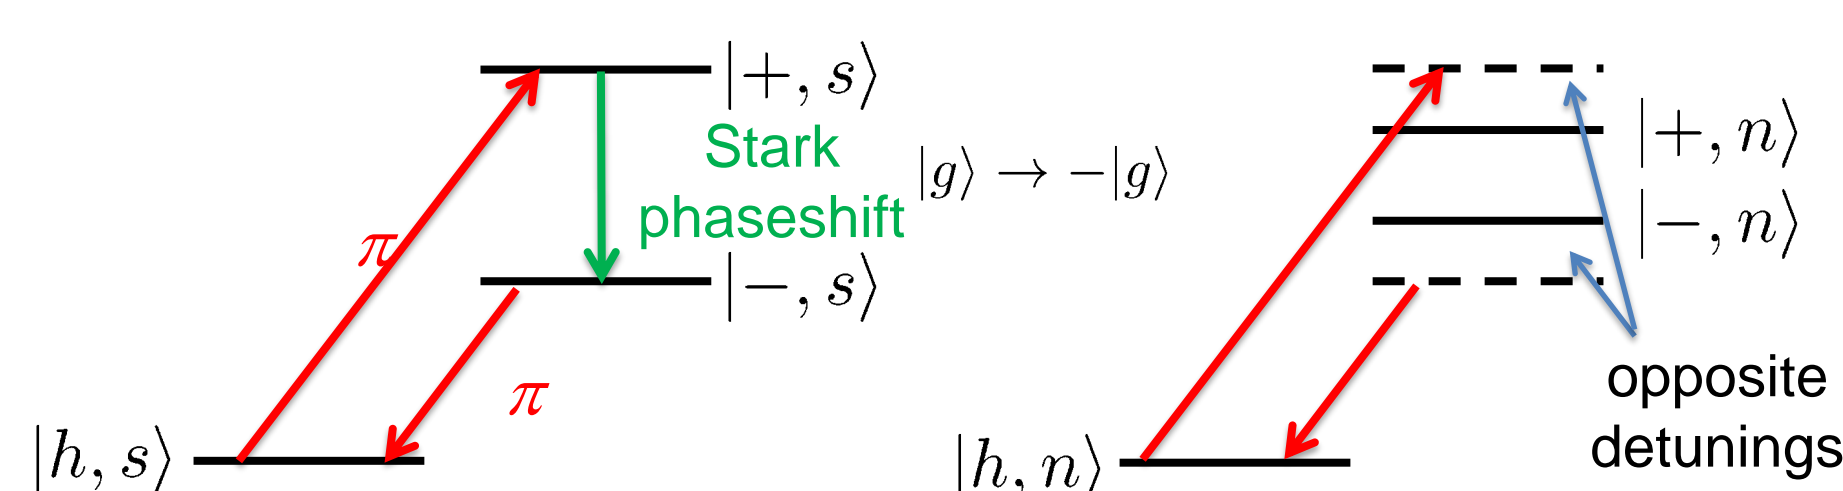 |+, s⟩
Stark
phaseshift
|g⟩ → −|g⟩
π
|−, s⟩
π
|h, s⟩
|+, n⟩
|−, n⟩
opposite
detunings
|h, n⟩